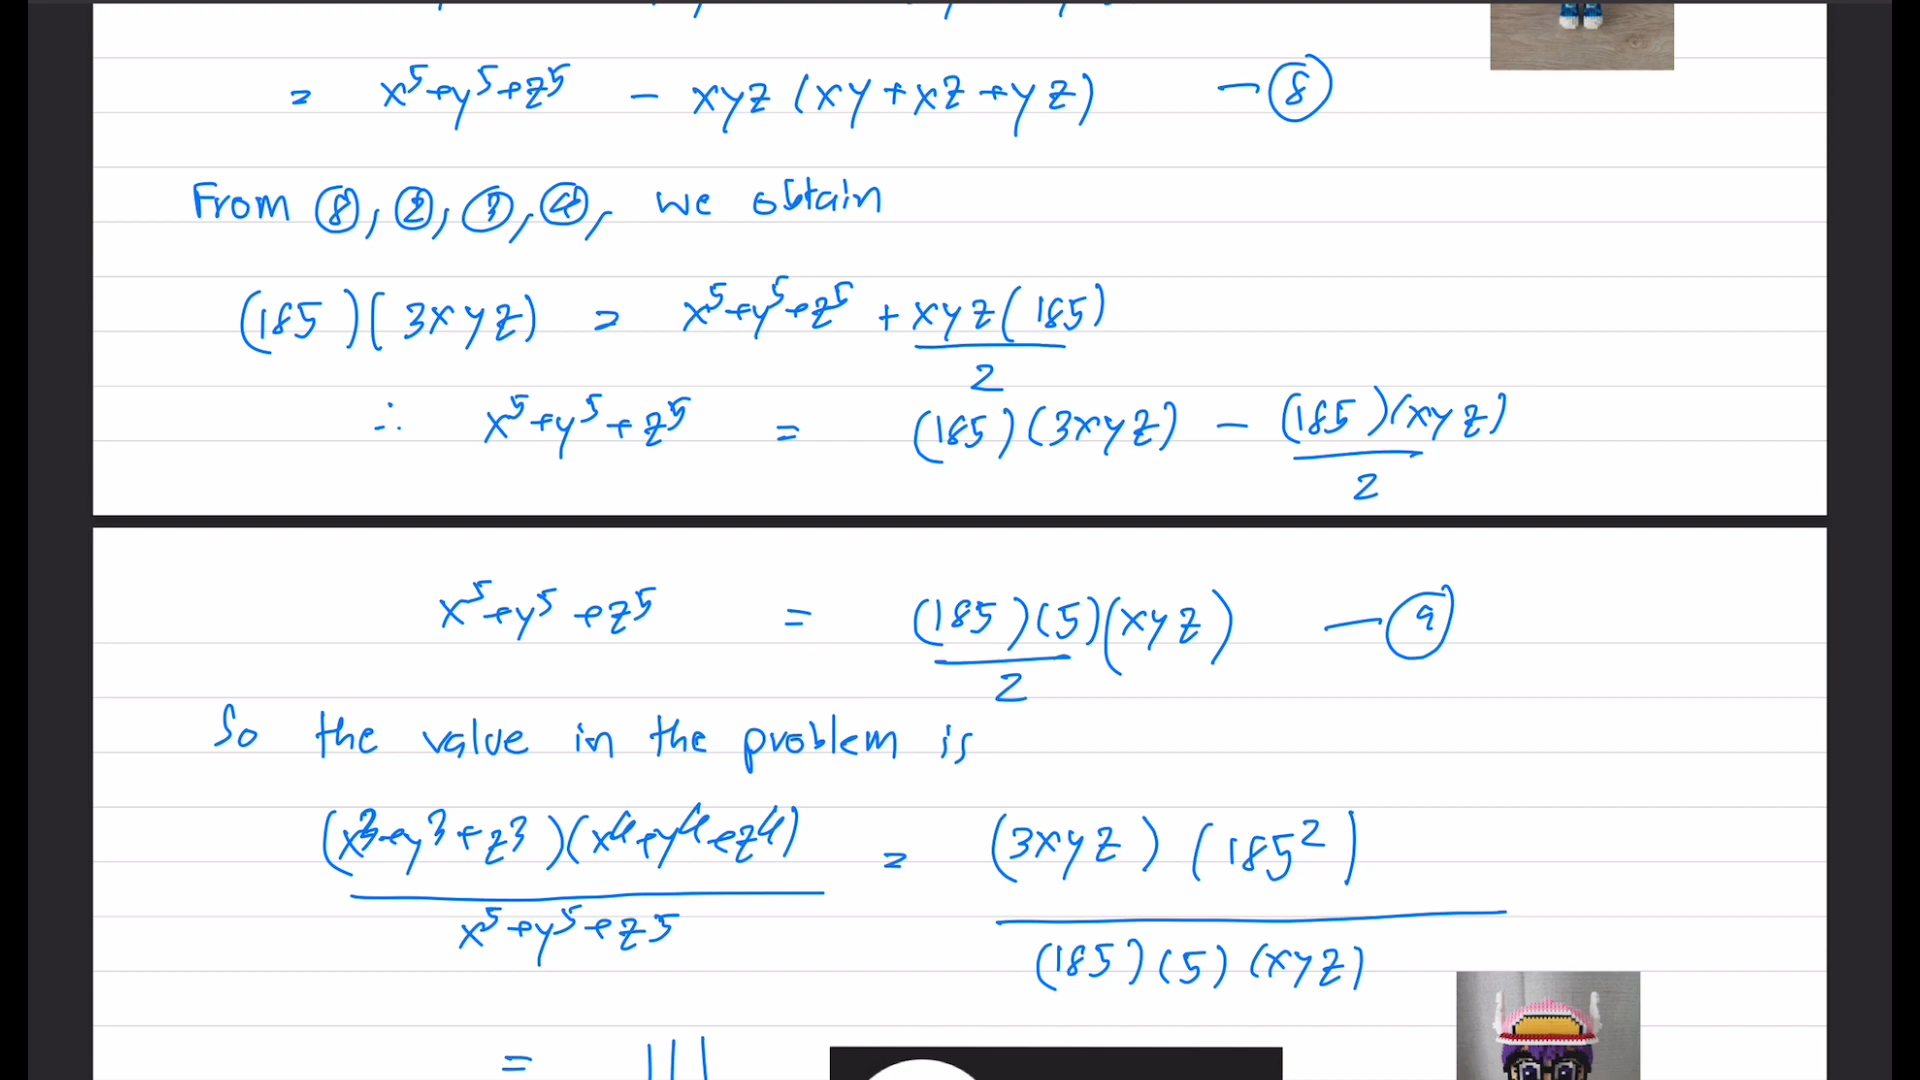 = x⁵+y⁵+z⁵ - xyz (xy+xz+yz) —⑧
From ⑧, ②, ③, ④, we obtain
(185)(3xyz) = x⁵+y⁵+z⁵ + xyz(185)/2
∴ x⁵+y⁵+z⁵ = (185)(3xyz) - (185)(xyz)/2
x⁵+y⁵+z⁵ = (185)(5)/2 (xyz) —⑨
So the value in the problem is
(x³+y³+z³)(x⁴+y⁴+z⁴)/x⁵+y⁵+z⁵ = (3xyz)(185²)/(185)(5)(xyz)
= 111